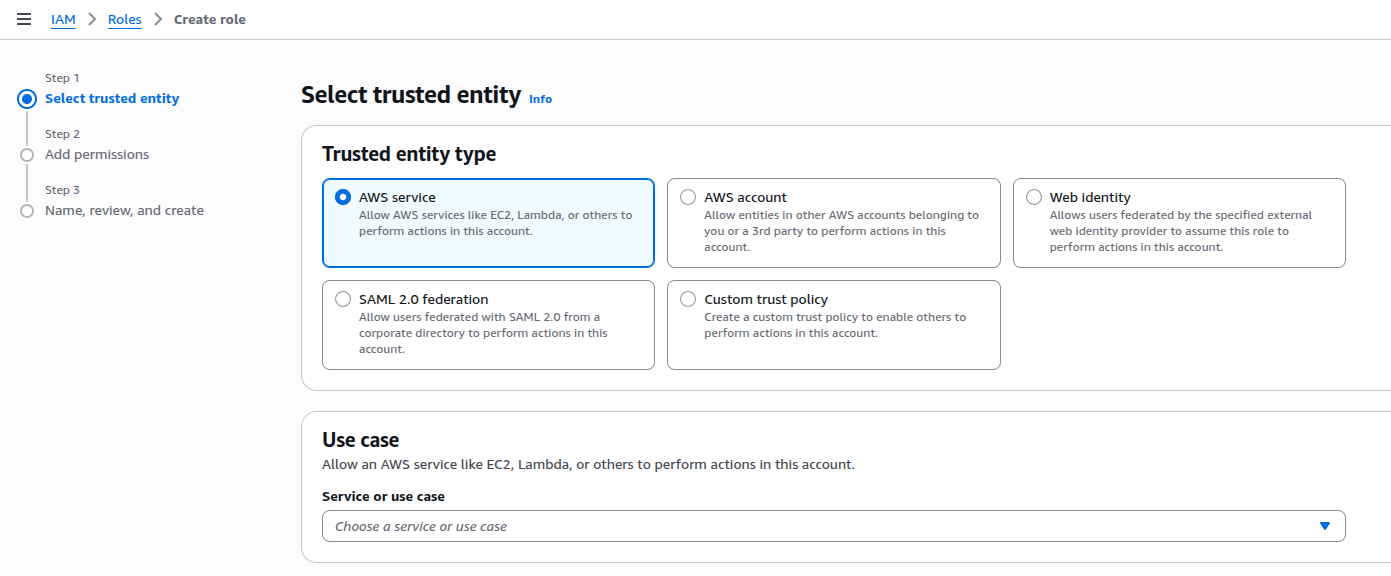 IAM > Roles > Create role
Step 1
Select trusted entity
Step 2
Add permissions
Step 3
Name, review, and create
Select trusted entity Info
Trusted entity type
AWS service
Allow AWS services like EC2, Lambda, or others to
perform actions in this account.
AWS account
Allow entities in other AWS accounts belonging to
you or a 3rd party to perform actions in this
account.
Web identity
Allows users federated by the specified external
web identity provider to assume this role to
perform actions in this account.
SAML 2.0 federation
Allow users federated with SAML 2.0 from a
corporate directory to perform actions in this
account.
Custom trust policy
Create a custom trust policy to enable others to
perform actions in this account.
Use case
Allow an AWS service like EC2, Lambda, or others to perform actions in this account.
Service or use case
Choose a service or use case